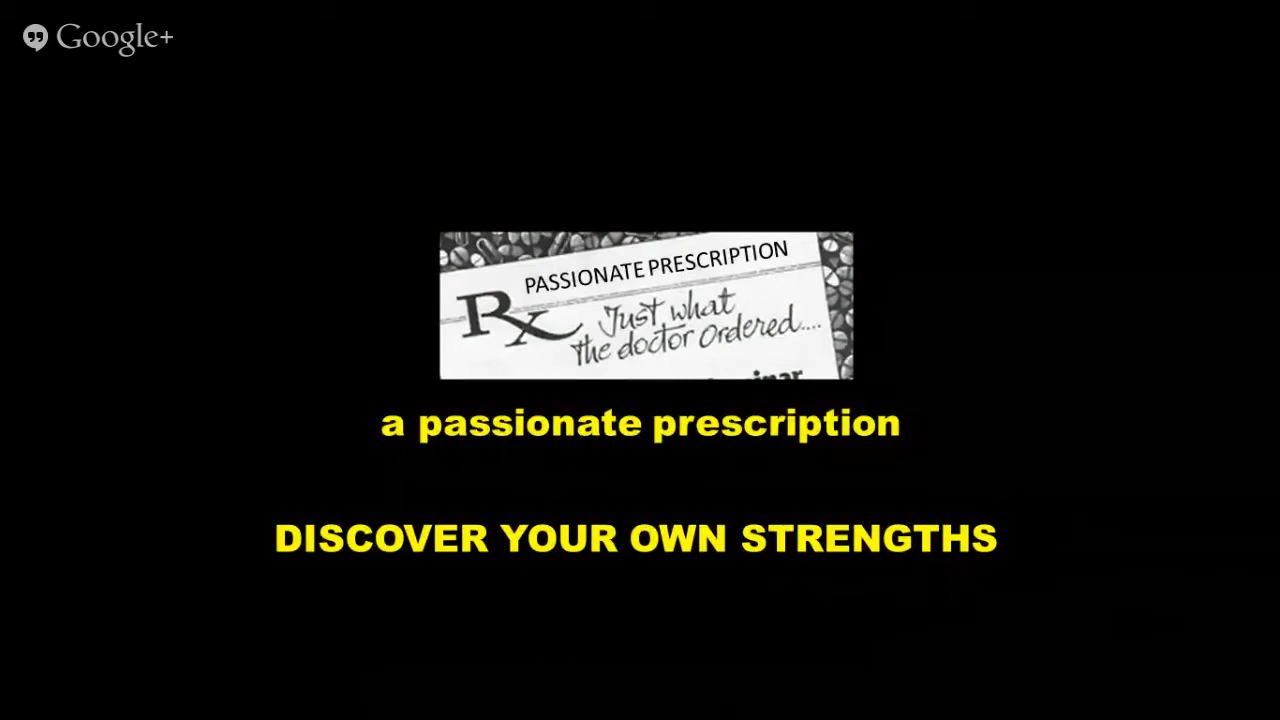 Google+
PASSIONATE PRESCRIPTION
Rx
Just what
the doctor ordered....
a passionate prescription
DISCOVER YOUR OWN STRENGTHS